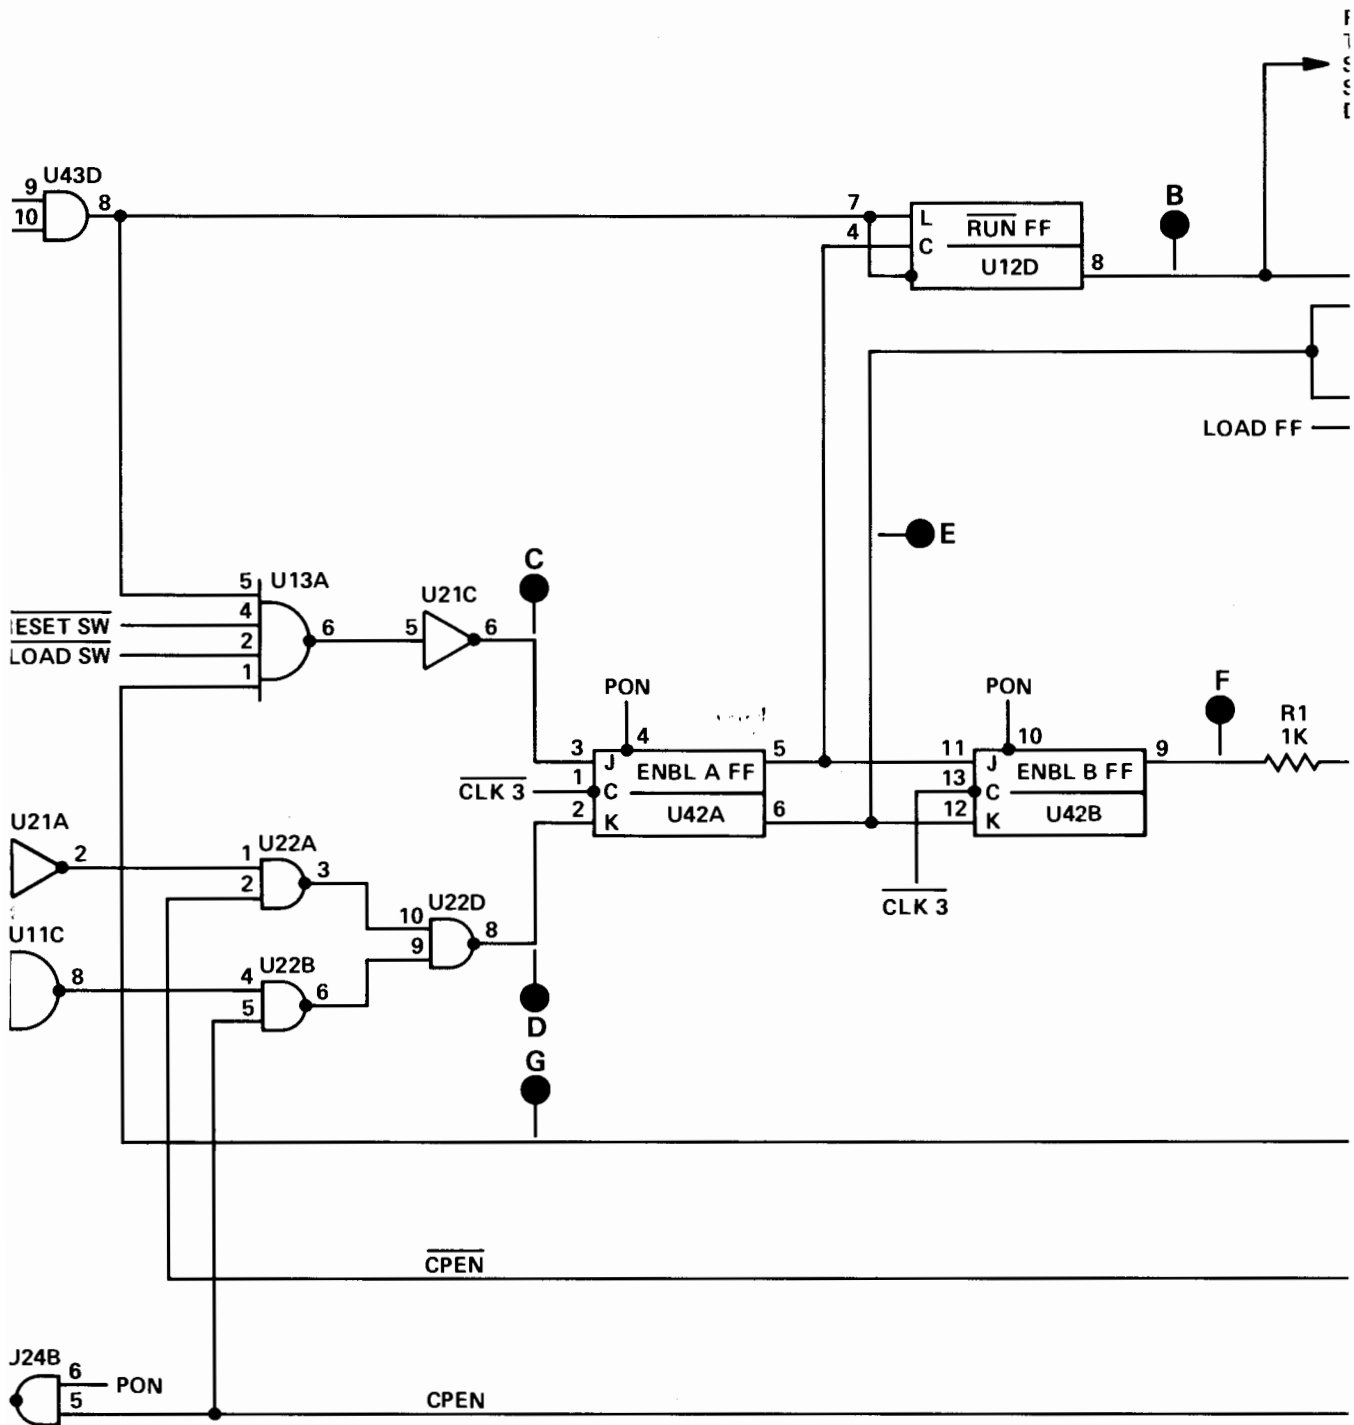 U43D
9
10
8
7
4
L
C
RUN FF
U12D
8
B
LOAD FF
E
C
U13A
5
4
2
1
6
ESET SW
LOAD SW
U21C
5
6
PON
4
3
1
2
J
C
K
ENBL A FF
U42A
5
6
CLK 3
PON
10
11
13
12
J
C
K
ENBL B FF
U42B
9
F
R1
1K
CLK 3
U21A
2
U22A
1
2
3
U22D
10
9
8
U11C
8
U22B
4
5
6
D
G
CPEN
J24B
6
PON
5
CPEN